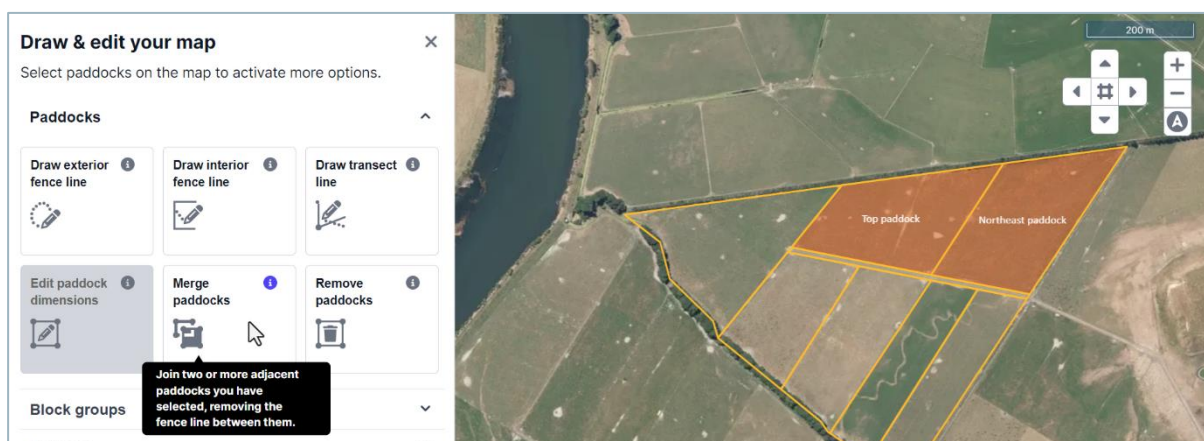 Draw & edit your map
Select paddocks on the map to activate more options.
Paddocks
Draw exterior
fence line
Draw interior
fence line
Draw transect
line
Edit paddock
dimensions
Merge
paddocks
Remove
paddocks
Join two or more adjacent
paddocks you have
selected, removing the
fence line between them.
Block groups
200 m
A
Top paddock
Northeast paddock